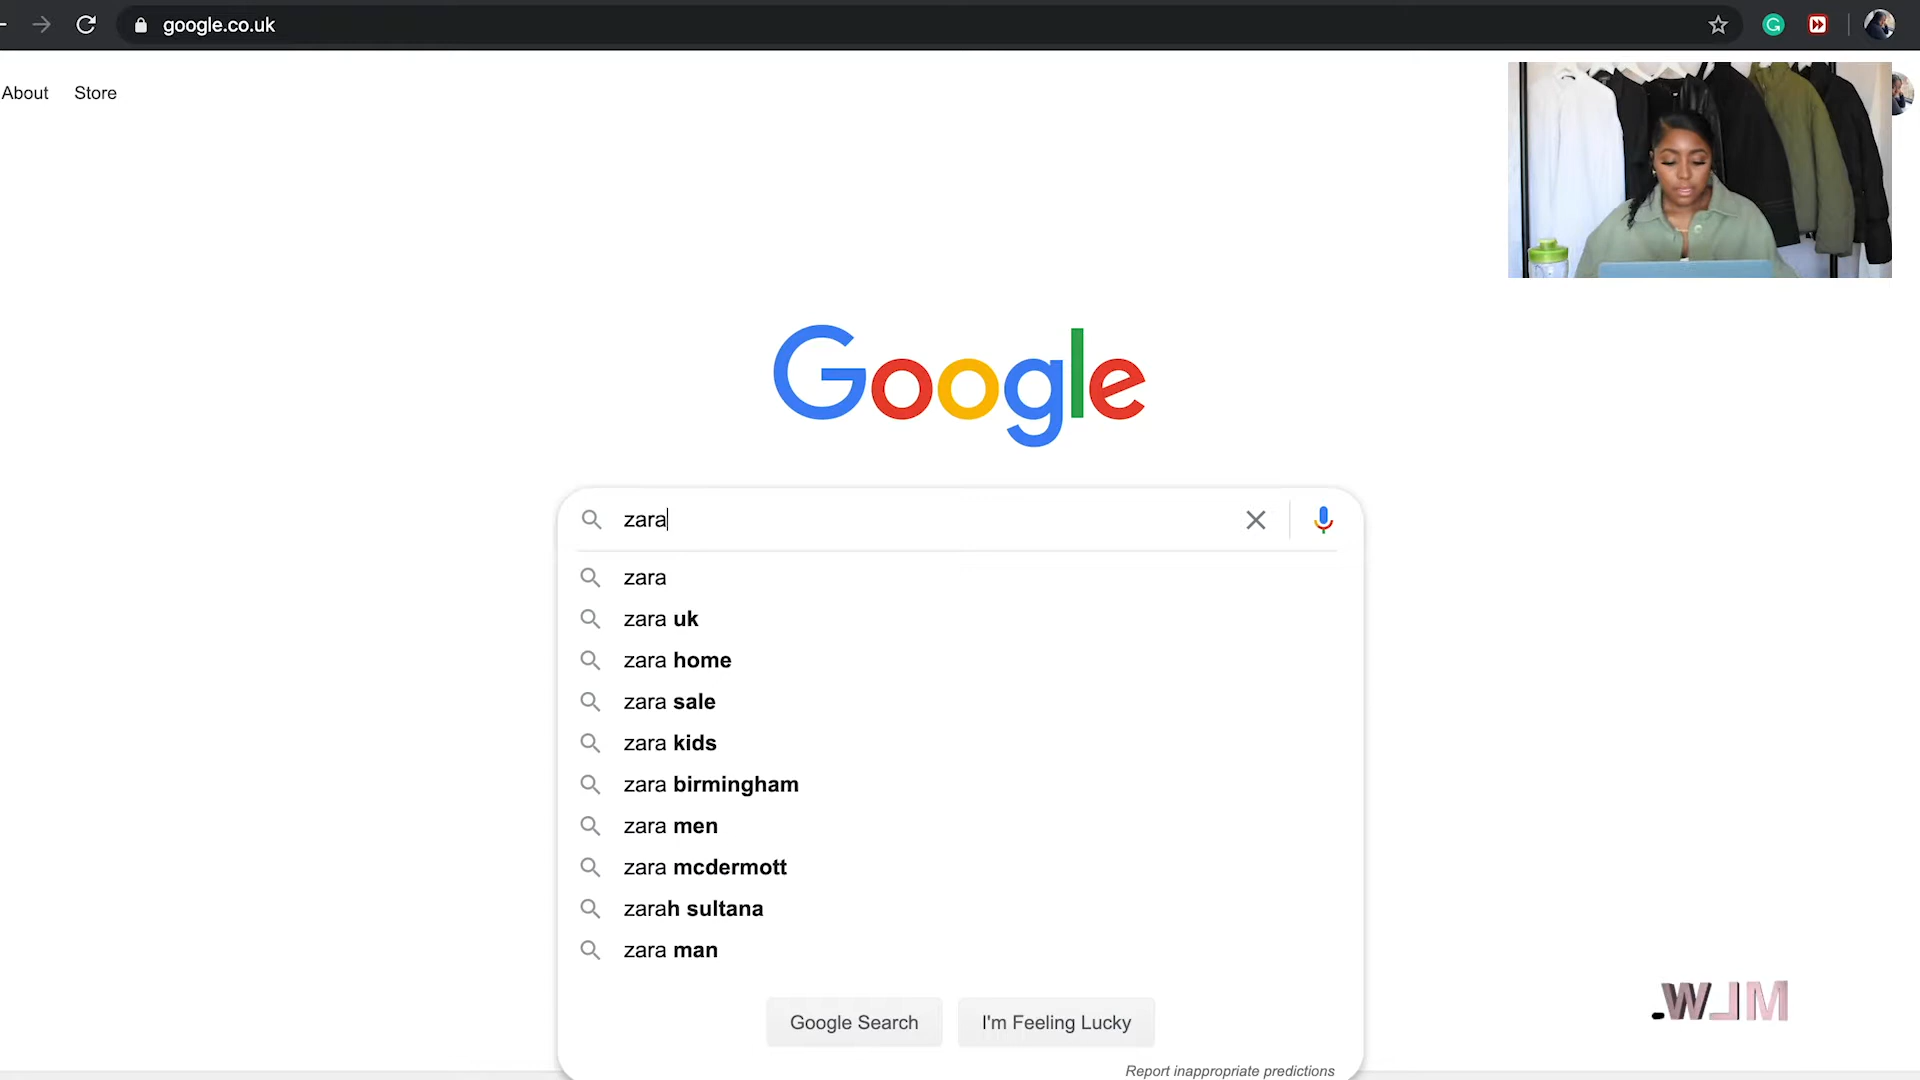 google.co.uk
About Store
Google
zara
zara
zara uk
zara home
zara sale
zara kids
zara birmingham
zara men
zara mcdermott
zarah sultana
zara man
Google Search I'm Feeling Lucky
Report inappropriate predictions
MLW.